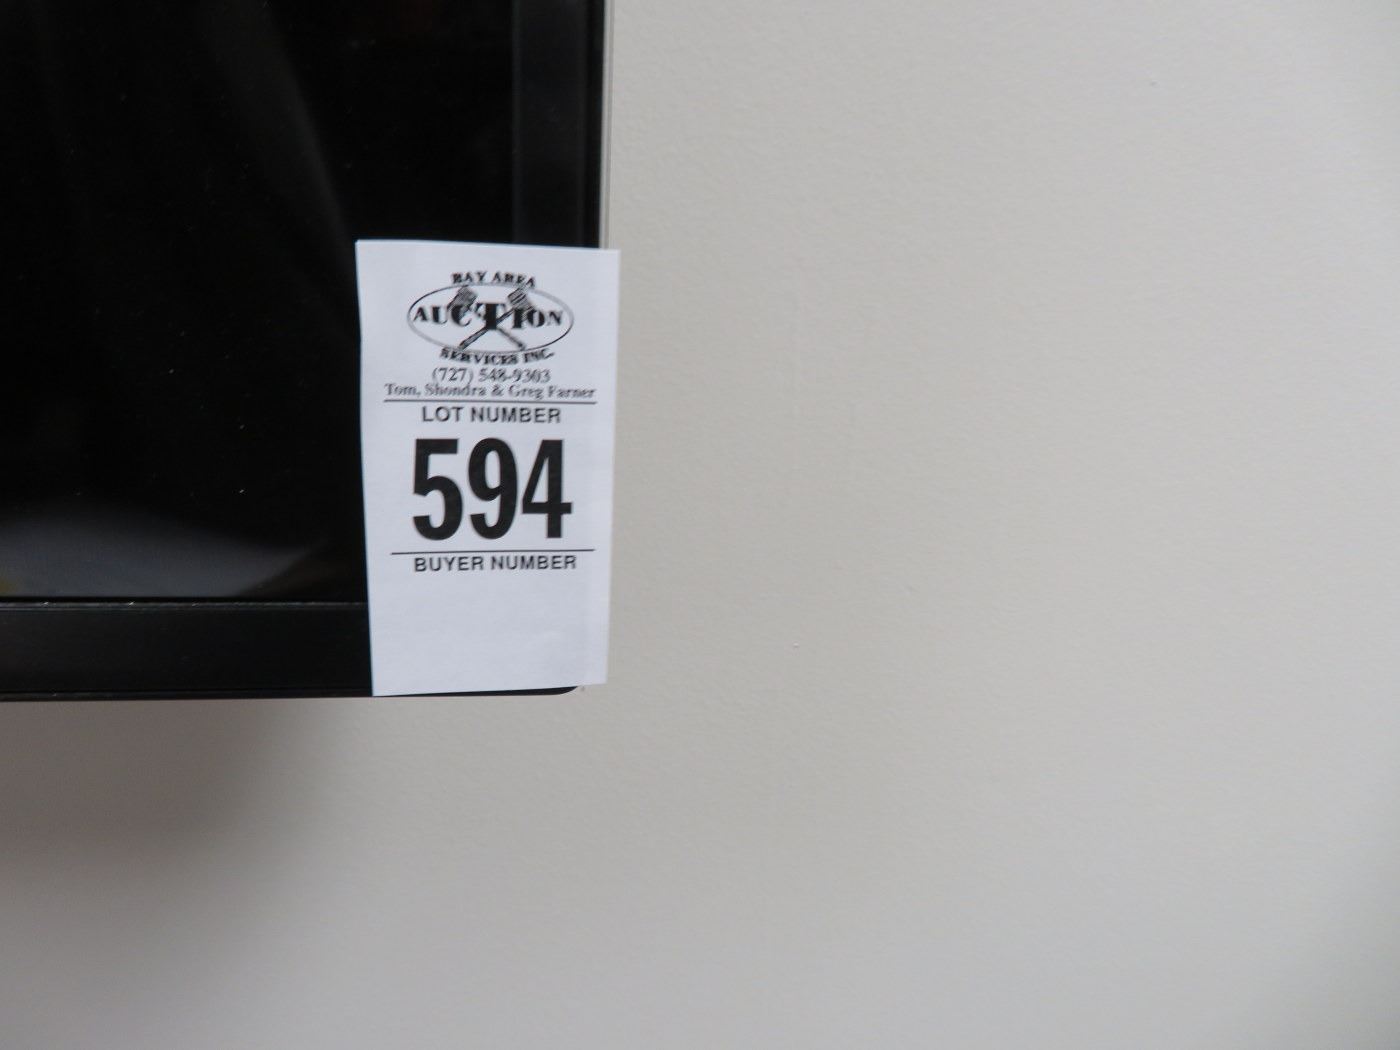 BAY AREA
AUCTION
SERVICES INC.
(727) 548-9303
Tom, Shondra & Greg Farner
LOT NUMBER
594
BUYER NUMBER